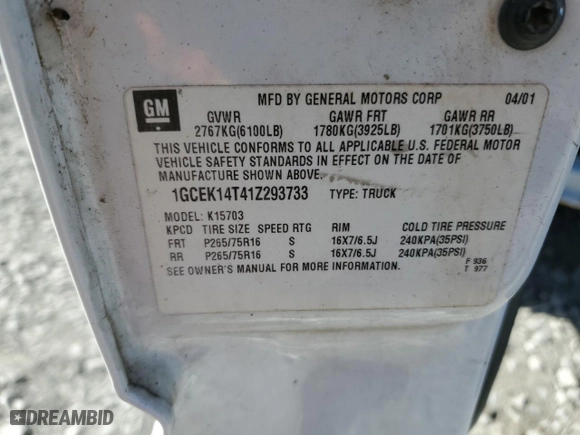 GM
MFD BY GENERAL MOTORS CORP 04/01
GVWR GAWR FRT GAWR RR
2767KG(6100LB) 1780KG(3925LB) 1701KG(3750LB)
THIS VEHICLE CONFORMS TO ALL APPLICABLE U.S. FEDERAL MOTOR
VEHICLE SAFETY STANDARDS IN EFFECT ON THE DATE OF
MANUFACTURE SHOWN ABOVE.
1GCEK14T41Z293733 TYPE: TRUCK
MODEL: K15703
KPCD TIRE SIZE SPEED RTG RIM COLD TIRE PRESSURE
FRT P265/75R16 S 16X7/6.5J 240KPA(35PSI)
RR P265/75R16 S 16X7/6.5J 240KPA(35PSI)
SEE OWNER'S MANUAL FOR MORE INFORMATION.
F 936
T 977
DREAMBID